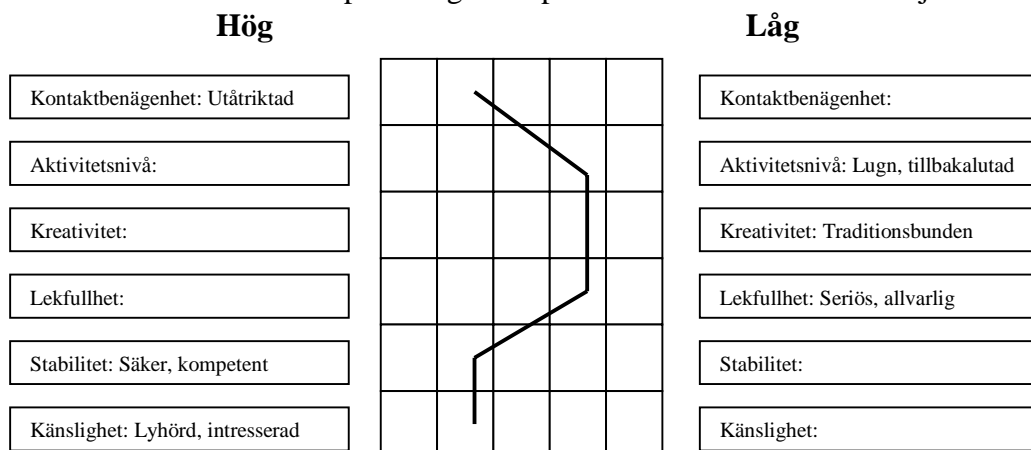 Hög Låg
Kontaktbenägenhet: Utåtriktad Kontaktbenägenhet:
Aktivitetsnivå: Aktivitetsnivå: Lugn, tillbakalutad
Kreativitet: Kreativitet: Traditionsbunden
Lekfullhet: Lekfullhet: Seriös, allvarlig
Stabilitet: Säker, kompetent Stabilitet:
Känslighet: Lyhörd, intresserad Känslighet: